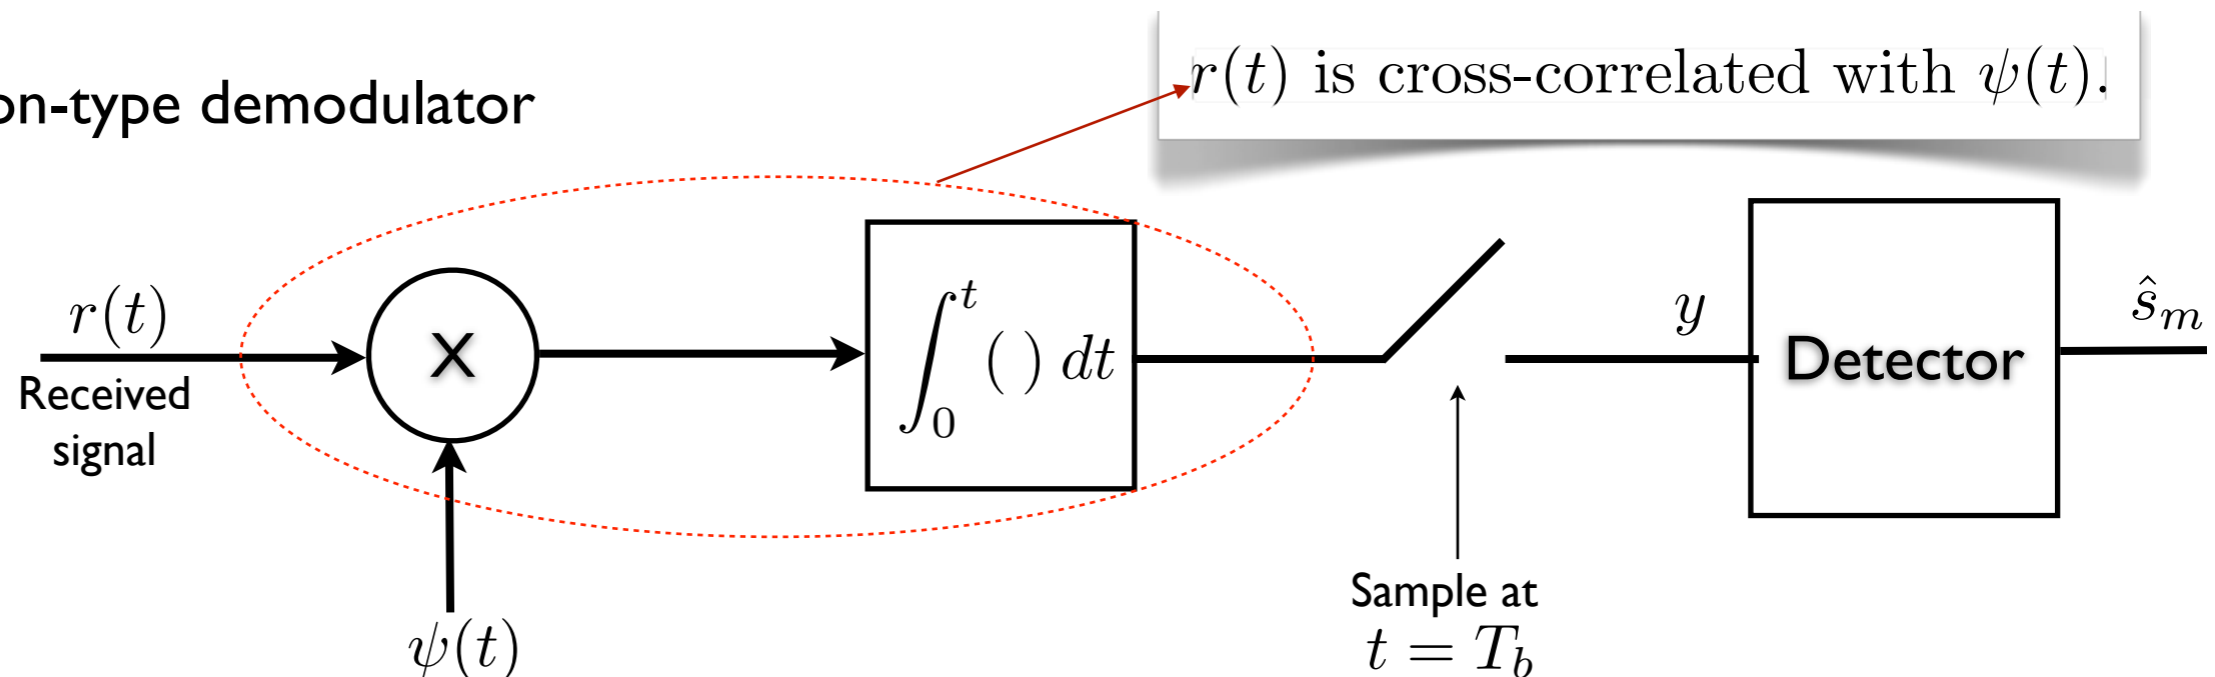 r(t) is cross-correlated with ψ(t).
on-type demodulator
r(t)
Received
signal
X
ψ(t)
∫₀ᵗ ( ) dt
Sample at
t = T_b
y
Detector
ŝ_m